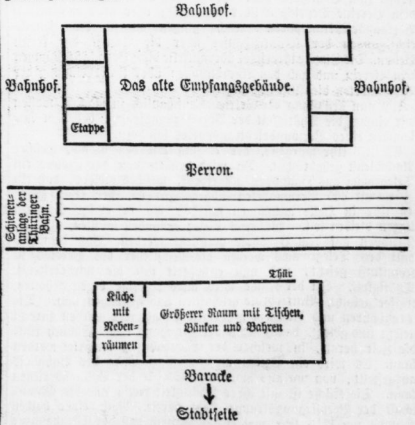 Bahnhof.
Bahnhof.
Das alte Empfangsgebäude.
Bahnhof.
Etappe
Perron.
Schienen-
anlage der
Thüringer
Bahn.
Thür
Küche
mit
Neben-
räumen
Größerer Raum mit Tischen,
Bänken und Bahren
Baracke
Stadtseite